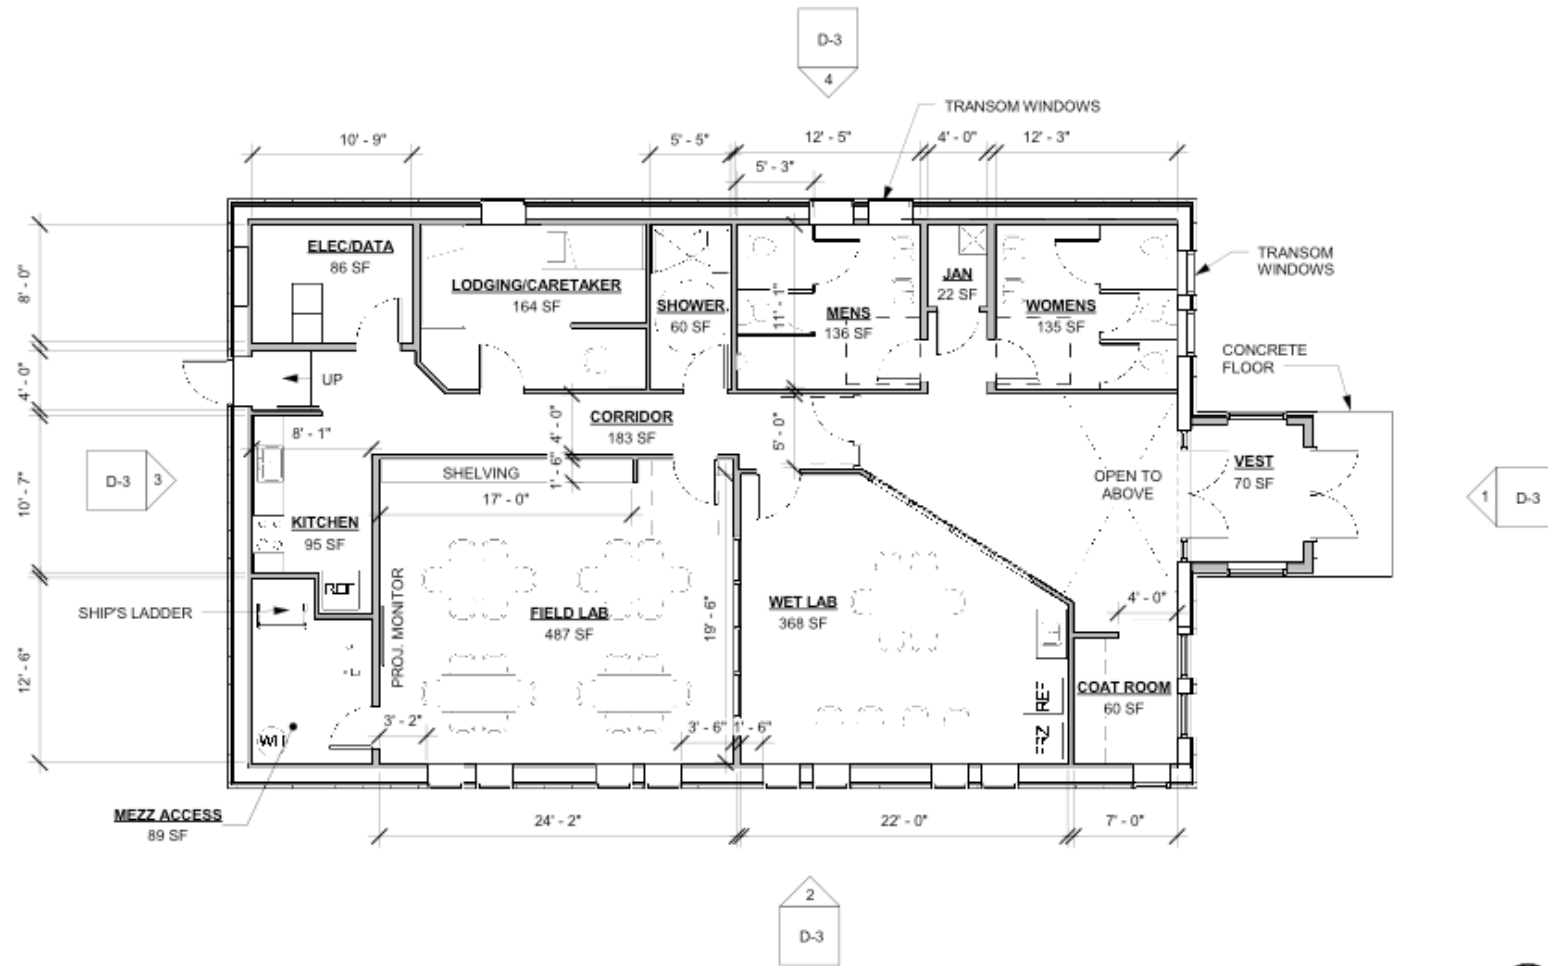 D-3
4
TRANSOM WINDOWS
10' - 9"
5' - 5"
12' - 5"
4' - 0"
12' - 3"
5' - 3"
ELEC/DATA
86 SF
LODGING/CARETAKER
164 SF
SHOWER
60 SF
11' - 1"
MENS
136 SF
JAN
22 SF
WOMENS
135 SF
TRANSOM
WINDOWS
8' - 0"
4' - 0"
10' - 7"
12' - 6"
UP
CONCRETE
FLOOR
CORRIDOR
183 SF
4' - 0"
5' - 0"
8' - 1"
SHELVING
1' - 6"
17' - 0"
D-3
3
KITCHEN
95 SF
OPEN TO
ABOVE
VEST
70 SF
1
D-3
SHIP'S LADDER
PROJ. MONITOR
FIELD LAB
487 SF
19' - 6"
WET LAB
368 SF
4' - 0"
COAT ROOM
60 SF
REF
FRZ
WH
3' - 2"
3' - 6"
1' - 6"
MEZZ ACCESS
89 SF
24' - 2"
22' - 0"
7' - 0"
2
D-3